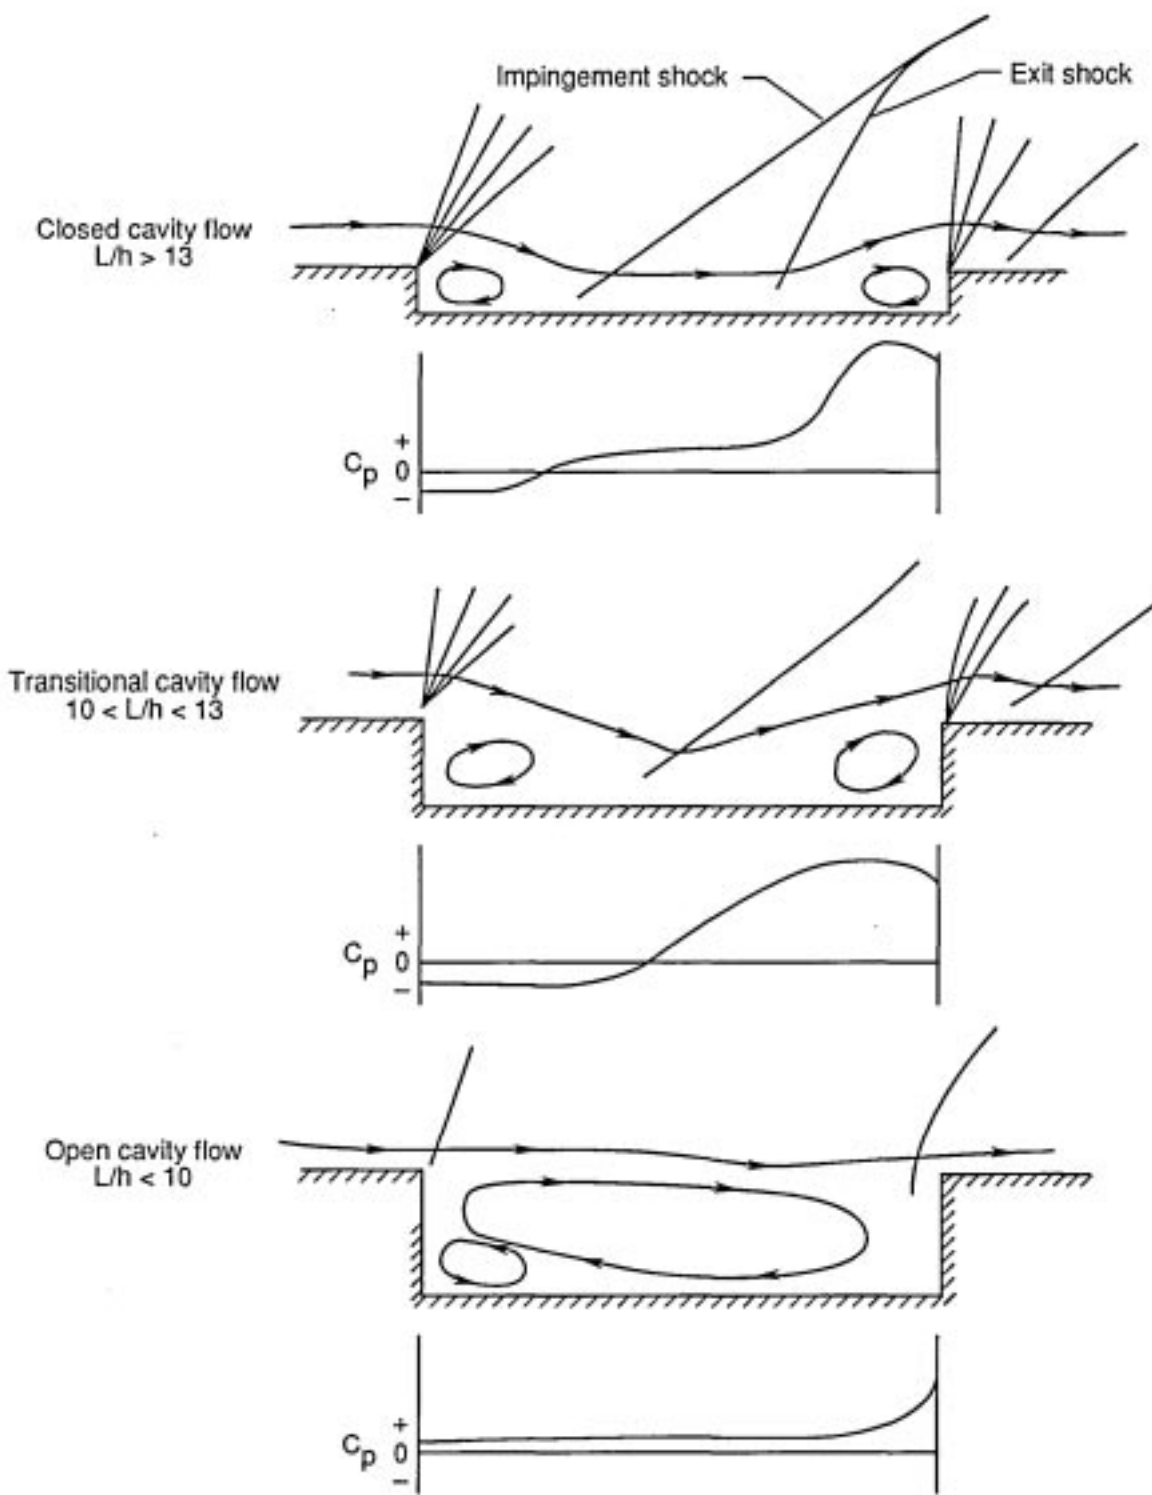 Impingement shock
Exit shock
Closed cavity flow
L/h > 13
+
Cp 0
–
Transitional cavity flow
10 < L/h < 13
+
Cp 0
–
Open cavity flow
L/h < 10
+
Cp 0
–